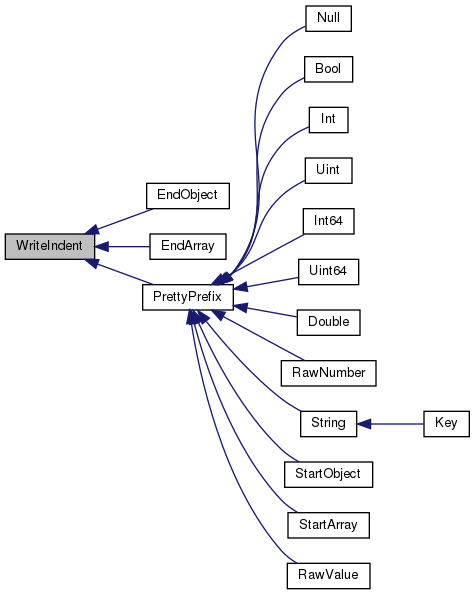 Null
Bool
Int
Uint
EndObject
Int64
WriteIndent
EndArray
Uint64
PrettyPrefix
Double
RawNumber
String
Key
StartObject
StartArray
RawValue